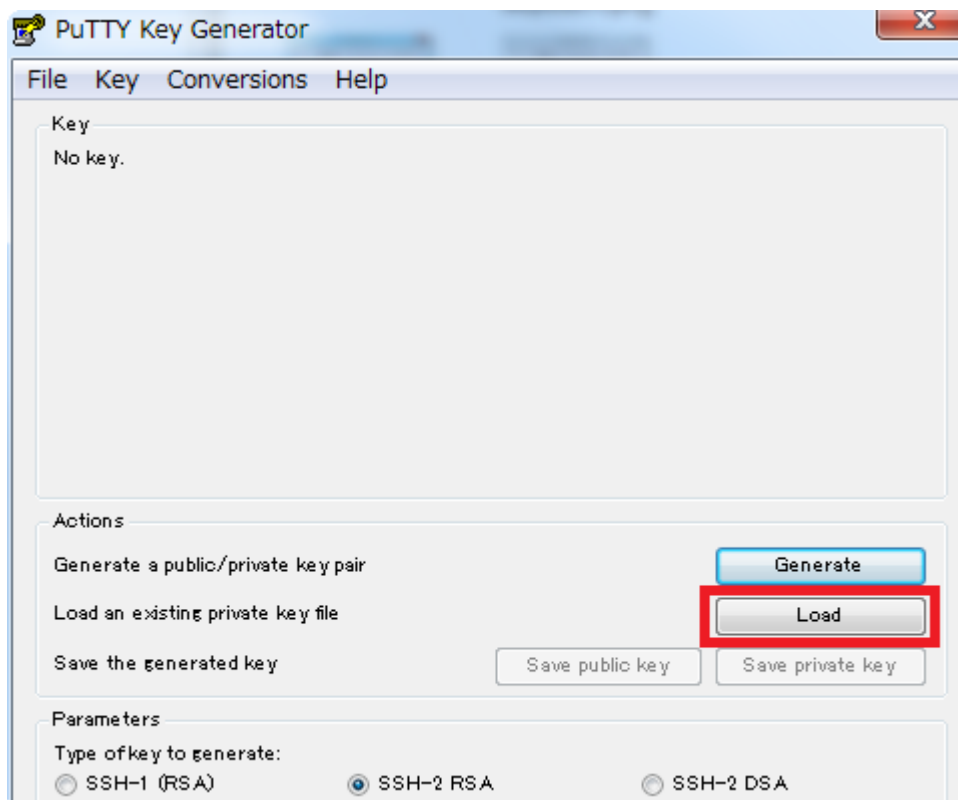 PuTTY Key Generator
X
File Key Conversions Help
Key
No key.
Actions
Generate a public/private key pair Generate
Load an existing private key file Load
Save the generated key Save public key Save private key
Parameters
Type of key to generate:
SSH-1 (RSA) SSH-2 RSA SSH-2 DSA